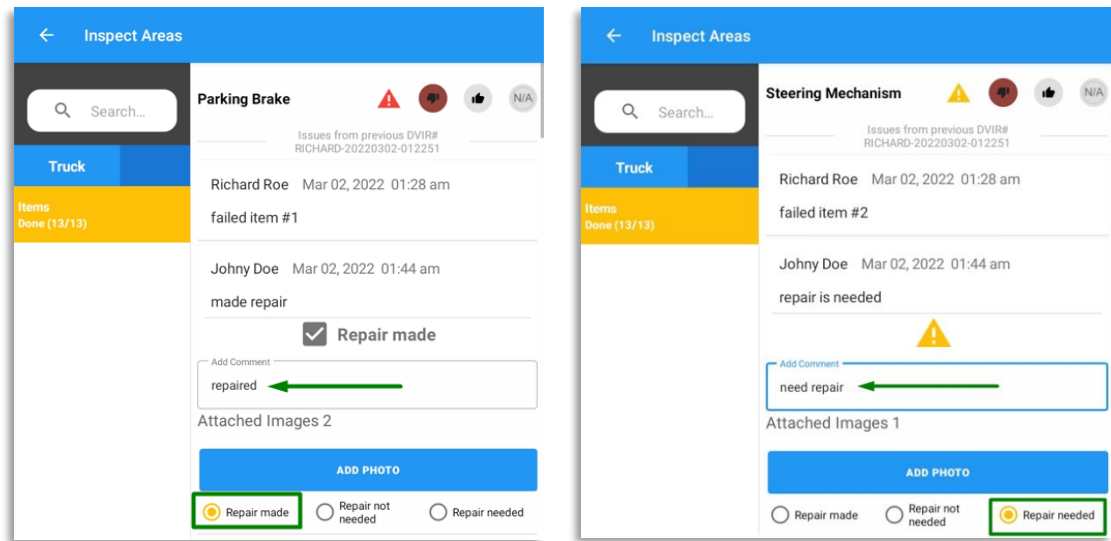 Inspect Areas
Search...
Truck
Items
Done (13/13)
Parking Brake
N/A
Issues from previous DVIR#
RICHARD-20220302-012251
Richard Roe Mar 02, 2022 01:28 am
failed item #1
Johny Doe Mar 02, 2022 01:44 am
made repair
Repair made
Add Comment
repaired
Attached Images 2
ADD PHOTO
Repair made
Repair not
needed
Repair needed
Inspect Areas
Search...
Truck
Items
Done (13/13)
Steering Mechanism
N/A
Issues from previous DVIR#
RICHARD-20220302-012251
Richard Roe Mar 02, 2022 01:28 am
failed item #2
Johny Doe Mar 02, 2022 01:44 am
repair is needed
Add Comment
need repair
Attached Images 1
ADD PHOTO
Repair made
Repair not
needed
Repair needed